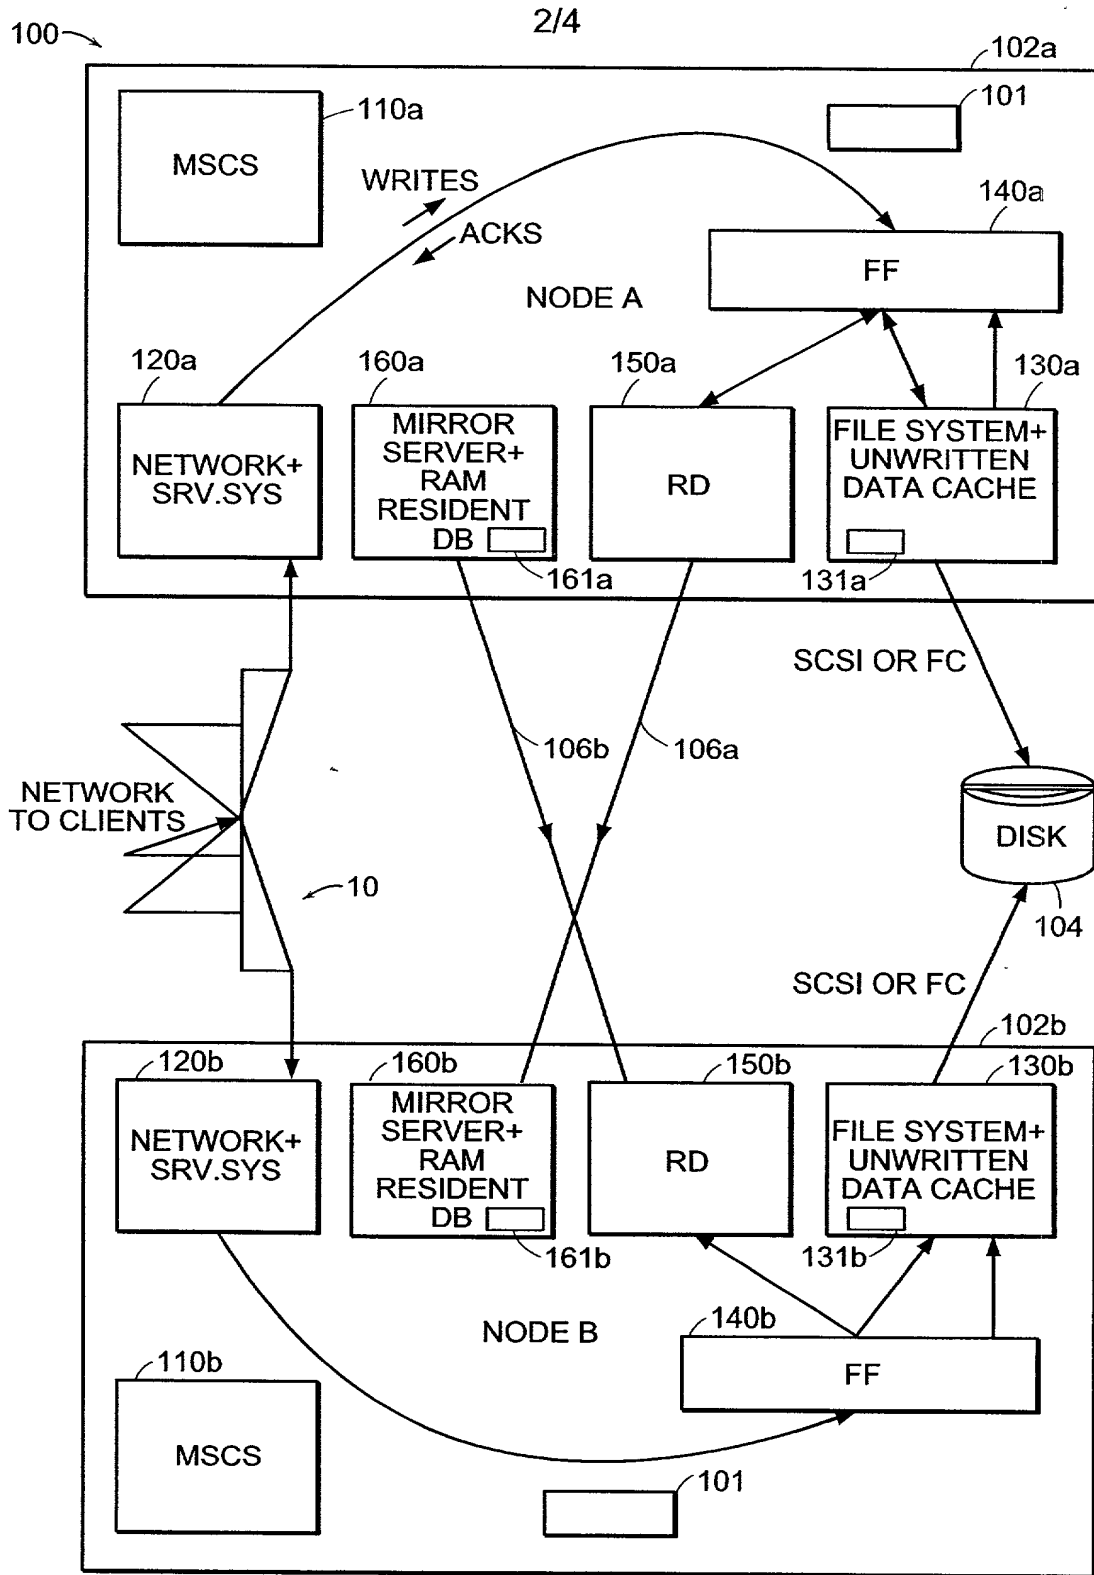 2/4
100
102a
110a
101
MSCS
WRITES
140a
ACKS
FF
NODE A
120a
160a
150a
130a
NETWORK+
SRV.SYS
MIRROR
SERVER+
RAM
RESIDENT
DB
RD
FILE SYSTEM+
UNWRITTEN
DATA CACHE
161a
131a
SCSI OR FC
106b
106a
NETWORK
TO CLIENTS
DISK
10
104
SCSI OR FC
102b
120b
160b
150b
130b
NETWORK+
SRV.SYS
MIRROR
SERVER+
RAM
RESIDENT
DB
RD
FILE SYSTEM+
UNWRITTEN
DATA CACHE
161b
131b
NODE B
140b
110b
FF
MSCS
101